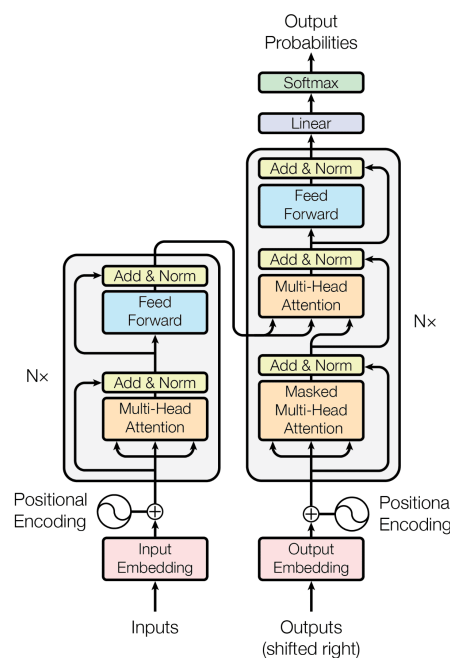 Output
Probabilities
Softmax
Linear
Add & Norm
Feed
Forward
Add & Norm
Multi-Head
Attention
Add & Norm
Masked
Multi-Head
Attention
N×
Add & Norm
Feed
Forward
Add & Norm
Multi-Head
Attention
N×
Positional
Encoding
Positional
Encoding
Input
Embedding
Output
Embedding
Inputs
Outputs
(shifted right)